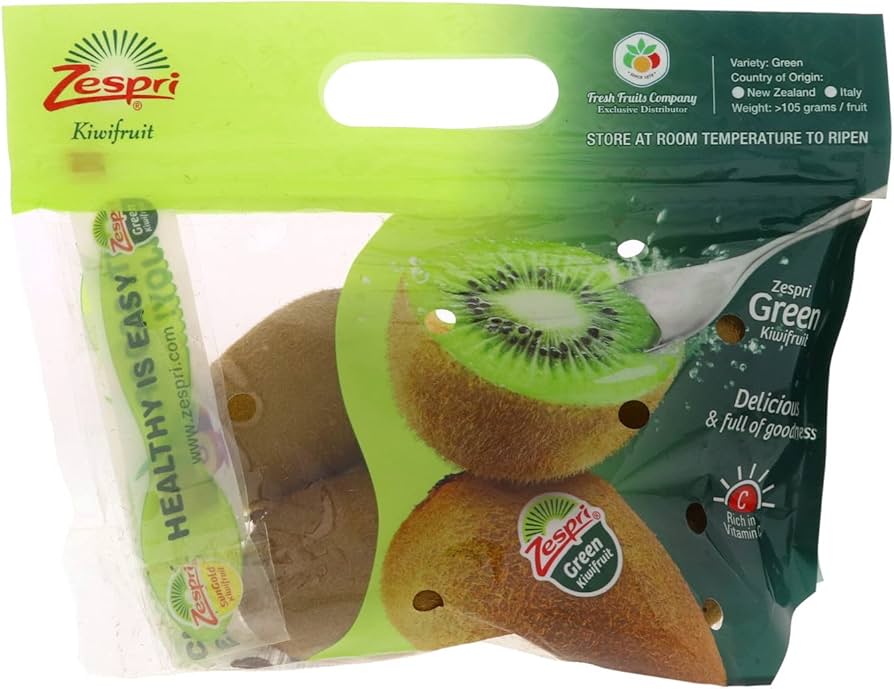 Zespri®
Kiwifruit
SINCE 1876
Fresh Fruits Company
Exclusive Distributor
Variety: Green
Country of Origin:
New Zealand Italy
Weight: >105 grams / fruit
STORE AT ROOM TEMPERATURE TO RIPEN
Zespri
Green
Kiwifruit
HEALTHY IS EASY
www.zespri.com
Zespri
Green
Kiwifruit
Delicious
& full of goodness
C
Rich in
Vitamin C
Zespri®
Green
Kiwifruit
Zespri
SunGold
Kiwifruit